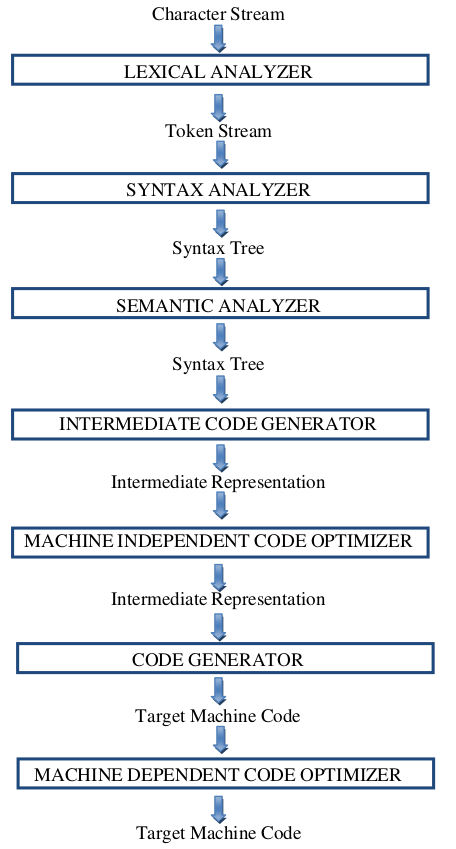 Character Stream
LEXICAL ANALYZER
Token Stream
SYNTAX ANALYZER
Syntax Tree
SEMANTIC ANALYZER
Syntax Tree
INTERMEDIATE CODE GENERATOR
Intermediate Representation
MACHINE INDEPENDENT CODE OPTIMIZER
Intermediate Representation
CODE GENERATOR
Target Machine Code
MACHINE DEPENDENT CODE OPTIMIZER
Target Machine Code